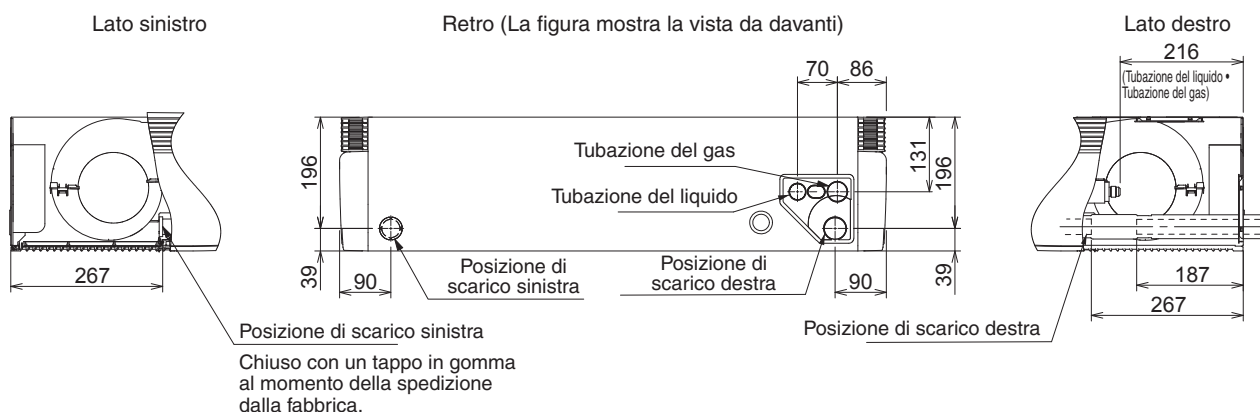 Lato sinistro
Retro (La figura mostra la vista da davanti)
Lato destro
216
(Tubazione del liquido •
Tubazione del gas)
70
86
196
131
196
Tubazione del gas
Tubazione del liquido
267
39
90
Posizione di
scarico sinistra
Posizione di
scarico destra
90
39
187
267
Posizione di scarico sinistra
Chiuso con un tappo in gomma
al momento della spedizione
dalla fabbrica.
Posizione di scarico destra